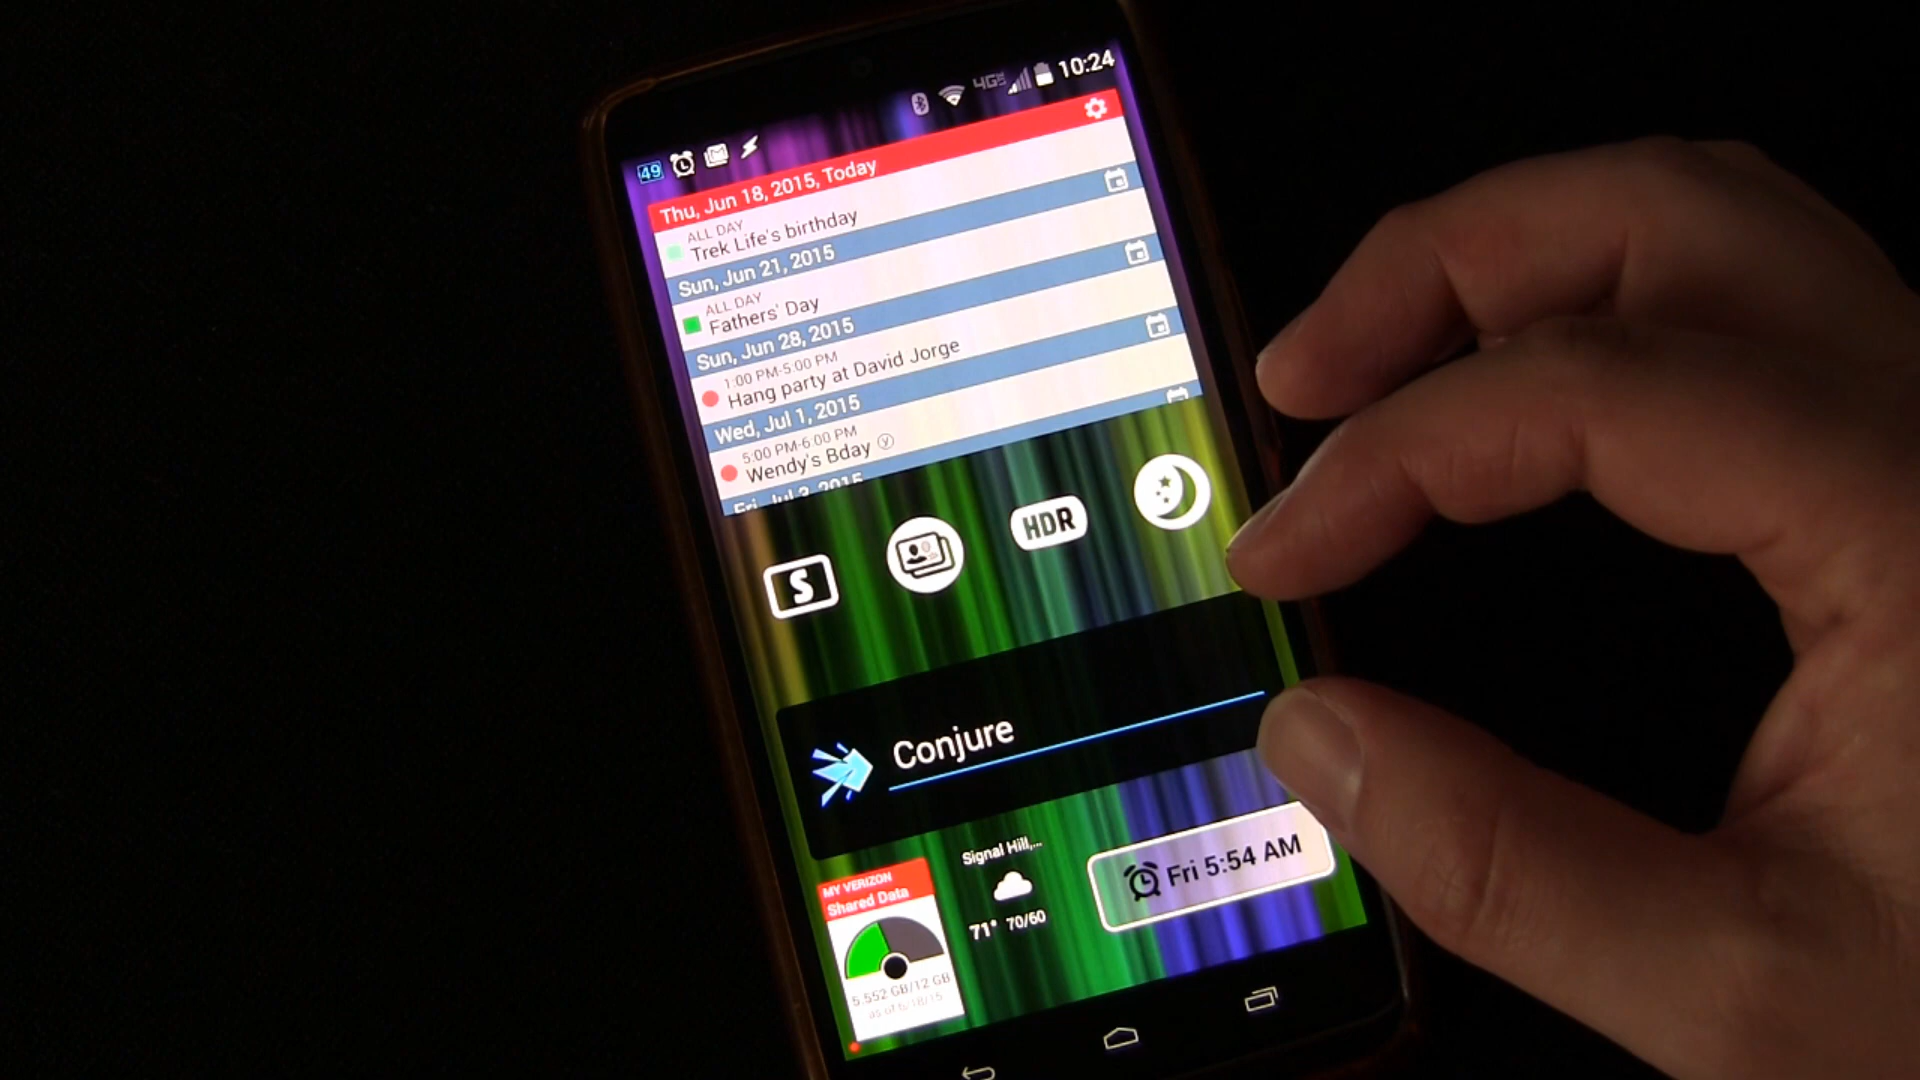 49
4G
10:24
Thu, Jun 18, 2015, Today
ALL DAY
Trek Life's birthday
Sun, Jun 21, 2015
ALL DAY
Fathers' Day
Sun, Jun 28, 2015
1:00 PM-5:00 PM
Hang party at David Jorge
Wed, Jul 1, 2015
5:00 PM-6:00 PM
Wendy's Bday y
Fri, Jul 3, 2015
S
HDR
Conjure
MY VERIZON
Shared Data
5.552 GB/12 GB
as of 6/18/15
Signal Hill,...
71° 70/60
Fri 5:54 AM